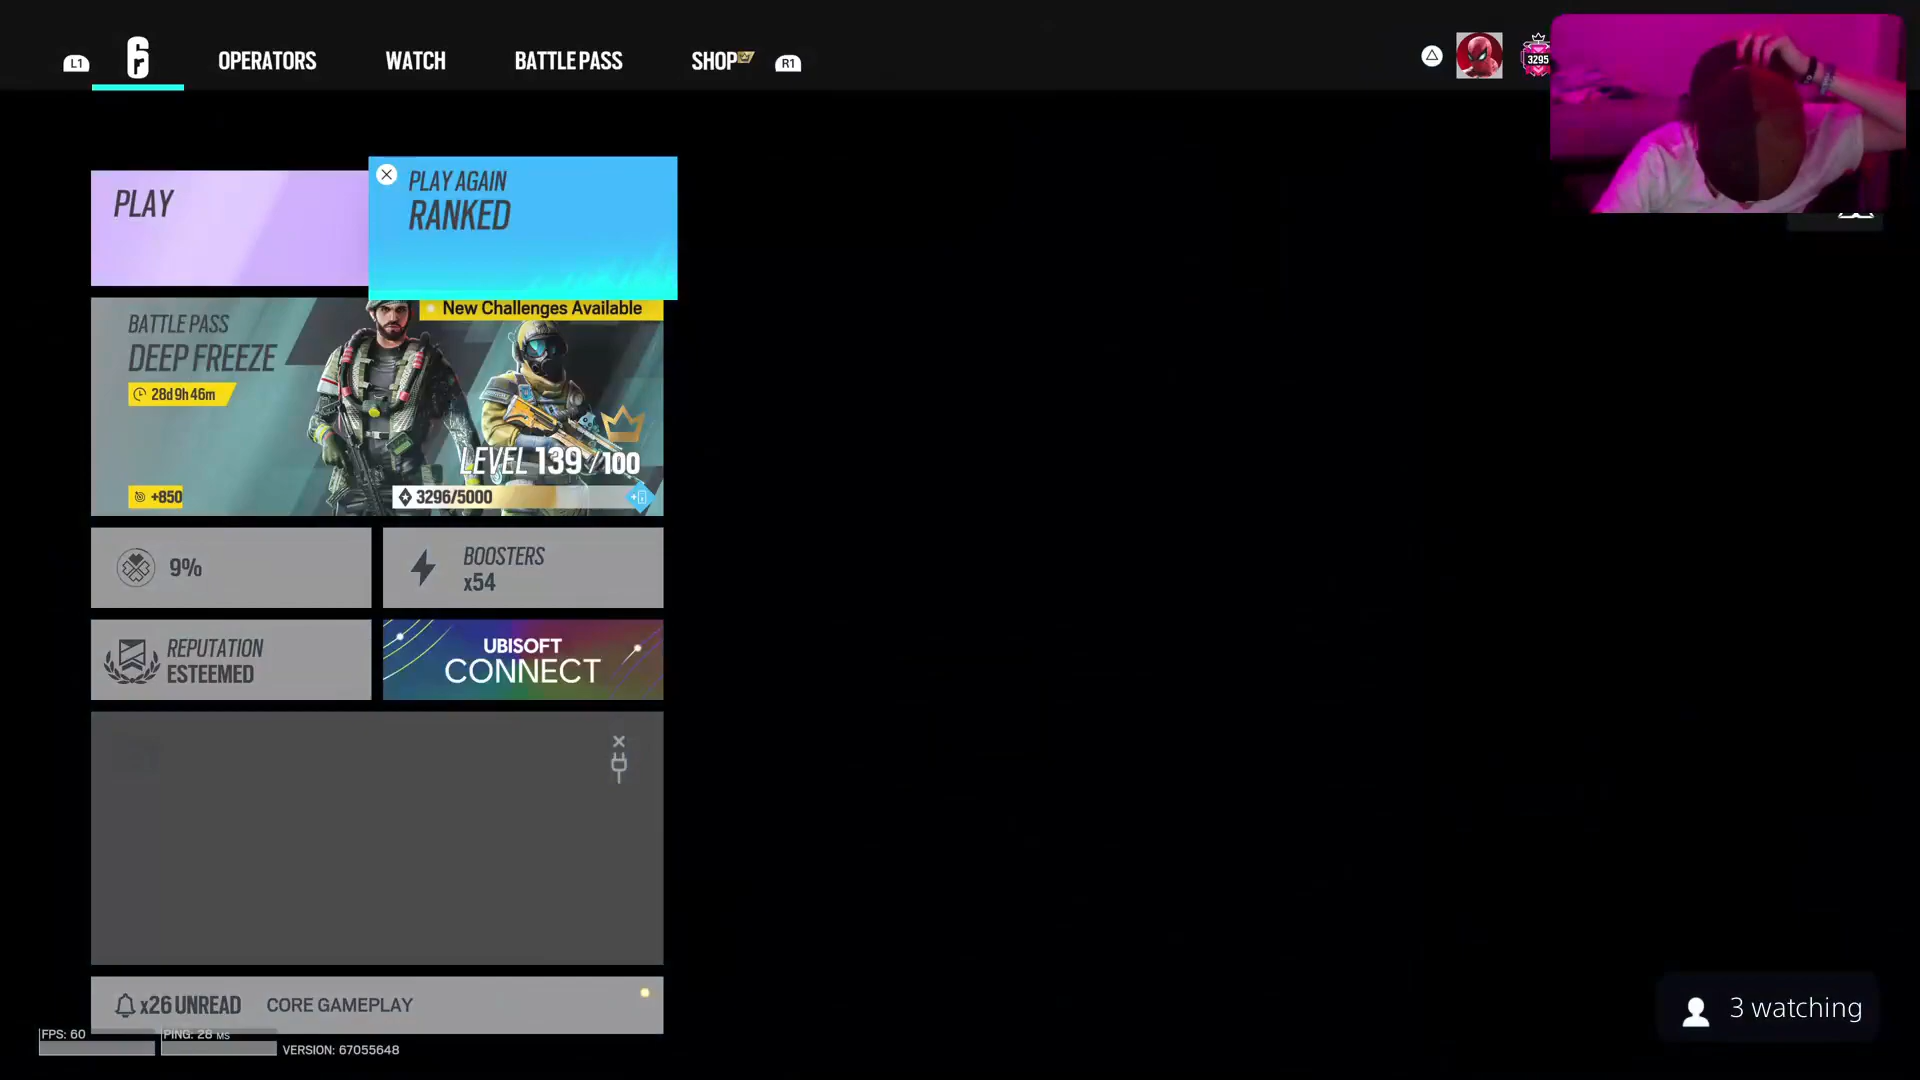 L1
OPERATORS
WATCH
BATTLE PASS
SHOP
R1
3295
PLAY
PLAY AGAIN
RANKED
New Challenges Available
BATTLE PASS
DEEP FREEZE
28d 9h 46m
LEVEL 139 /100
+850
3296/5000
9%
BOOSTERS
x54
REPUTATION
ESTEEMED
UBISOFT
CONNECT
x26 UNREAD CORE GAMEPLAY
3 watching
FPS: 60
PING: 28 MS
VERSION: 67055648